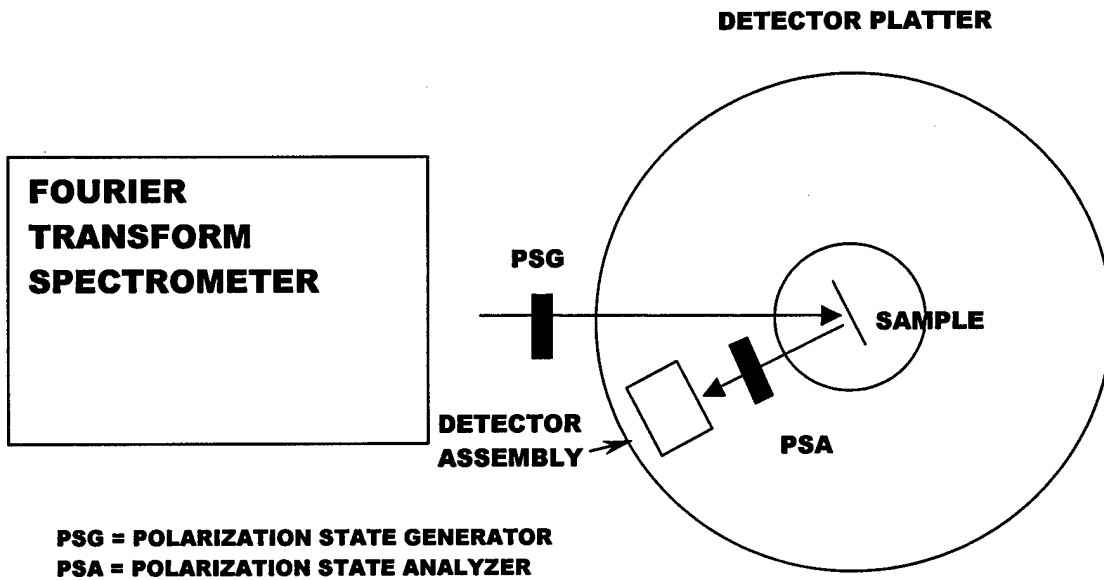 DETECTOR PLATTER
FOURIER
TRANSFORM
SPECTROMETER
PSG
SAMPLE
DETECTOR
ASSEMBLY
PSA
PSG = POLARIZATION STATE GENERATOR
PSA = POLARIZATION STATE ANALYZER